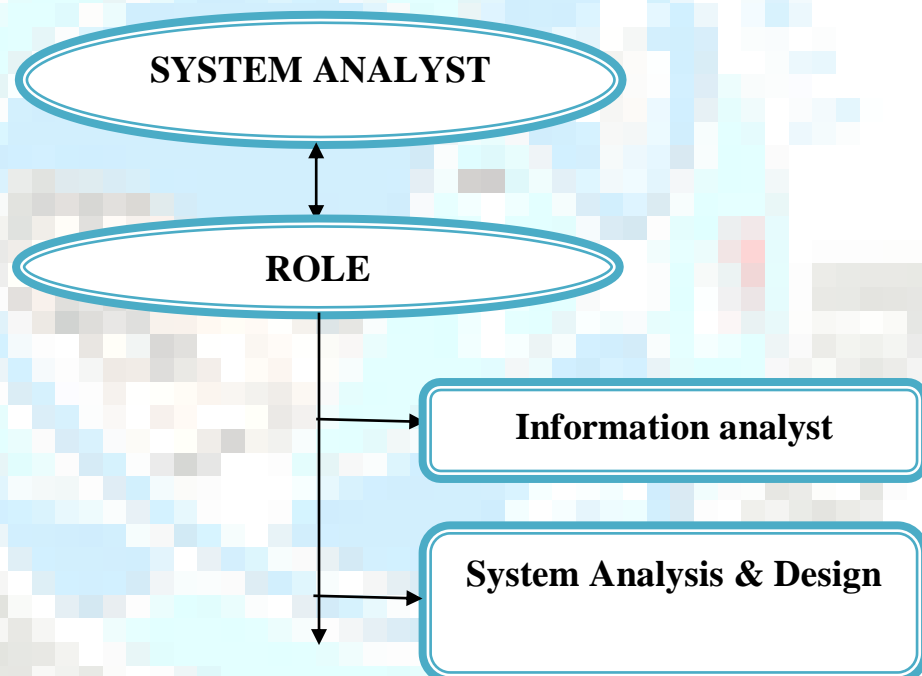 SYSTEM ANALYST
ROLE
Information analyst
System Analysis & Design